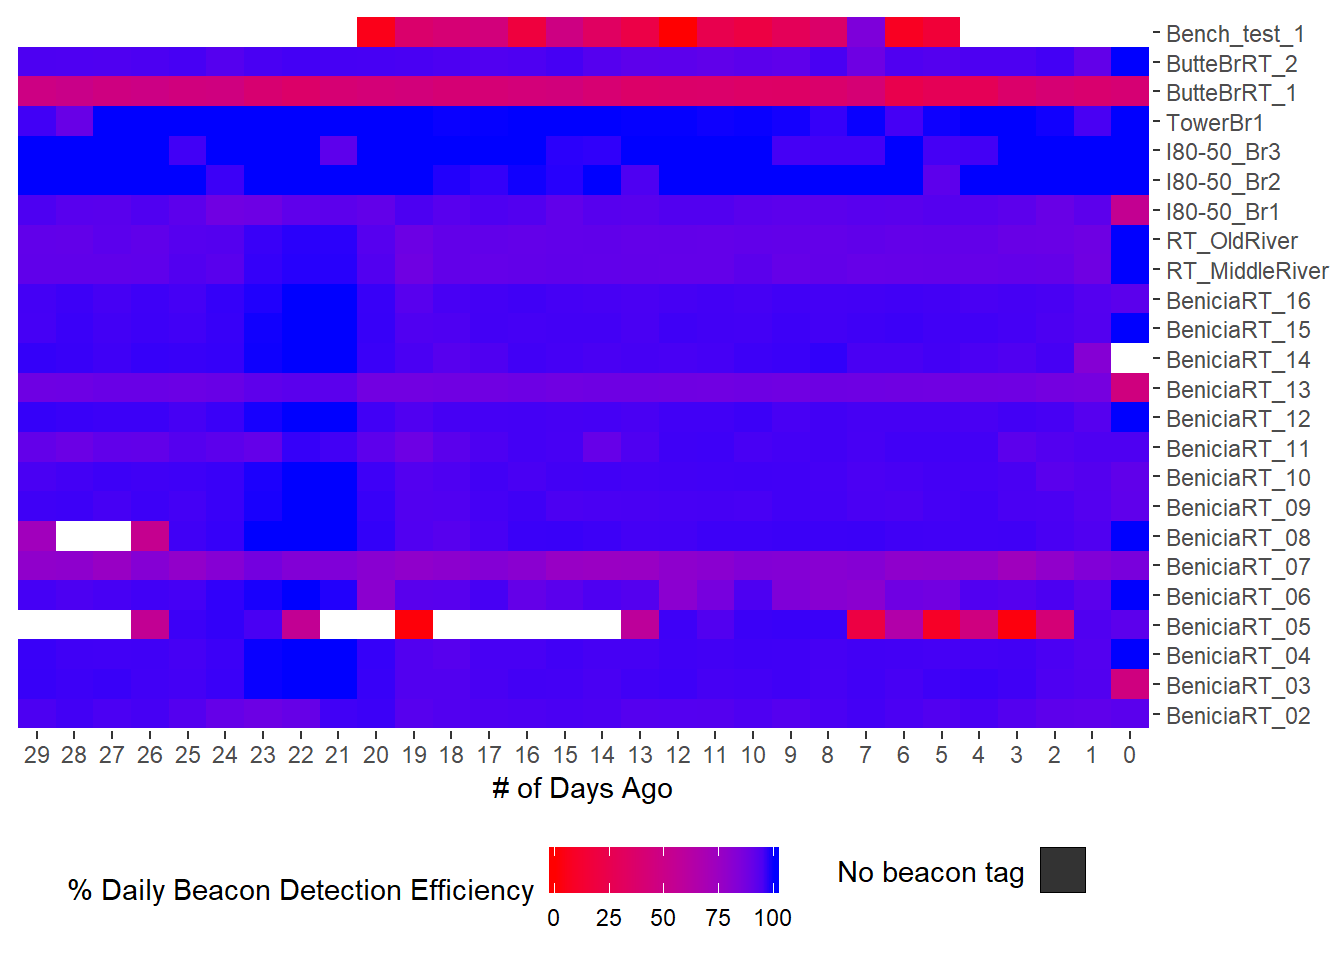 Bench_test_1
ButteBrRT_2
ButteBrRT_1
TowerBr1
I80-50_Br3
I80-50_Br2
I80-50_Br1
RT_OldRiver
RT_MiddleRiver
BeniciaRT_16
BeniciaRT_15
BeniciaRT_14
BeniciaRT_13
BeniciaRT_12
BeniciaRT_11
BeniciaRT_10
BeniciaRT_09
BeniciaRT_08
BeniciaRT_07
BeniciaRT_06
BeniciaRT_05
BeniciaRT_04
BeniciaRT_03
BeniciaRT_02
29 28 27 26 25 24 23 22 21 20 19 18 17 16 15 14 13 12 11 10 9 8 7 6 5 4 3 2 1 0
# of Days Ago
% Daily Beacon Detection Efficiency
0 25 50 75 100
No beacon tag